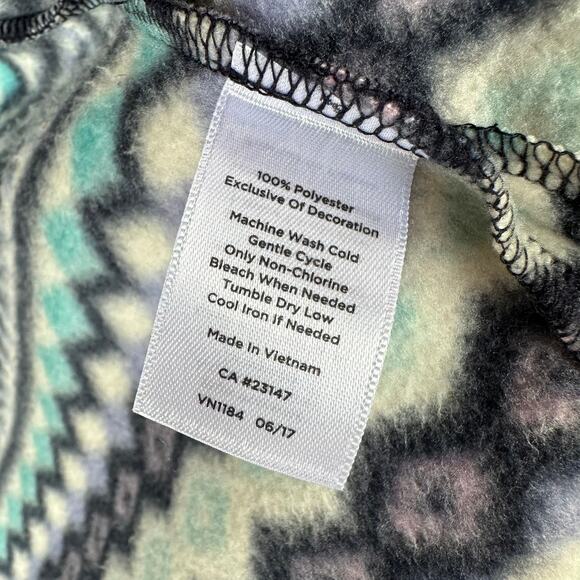 100% Polyester
Exclusive Of Decoration
Machine Wash Cold
Gentle Cycle
Only Non-Chlorine
Bleach When Needed
Tumble Dry Low
Cool Iron If Needed
Made In Vietnam
CA #23147
VN1184 06/17